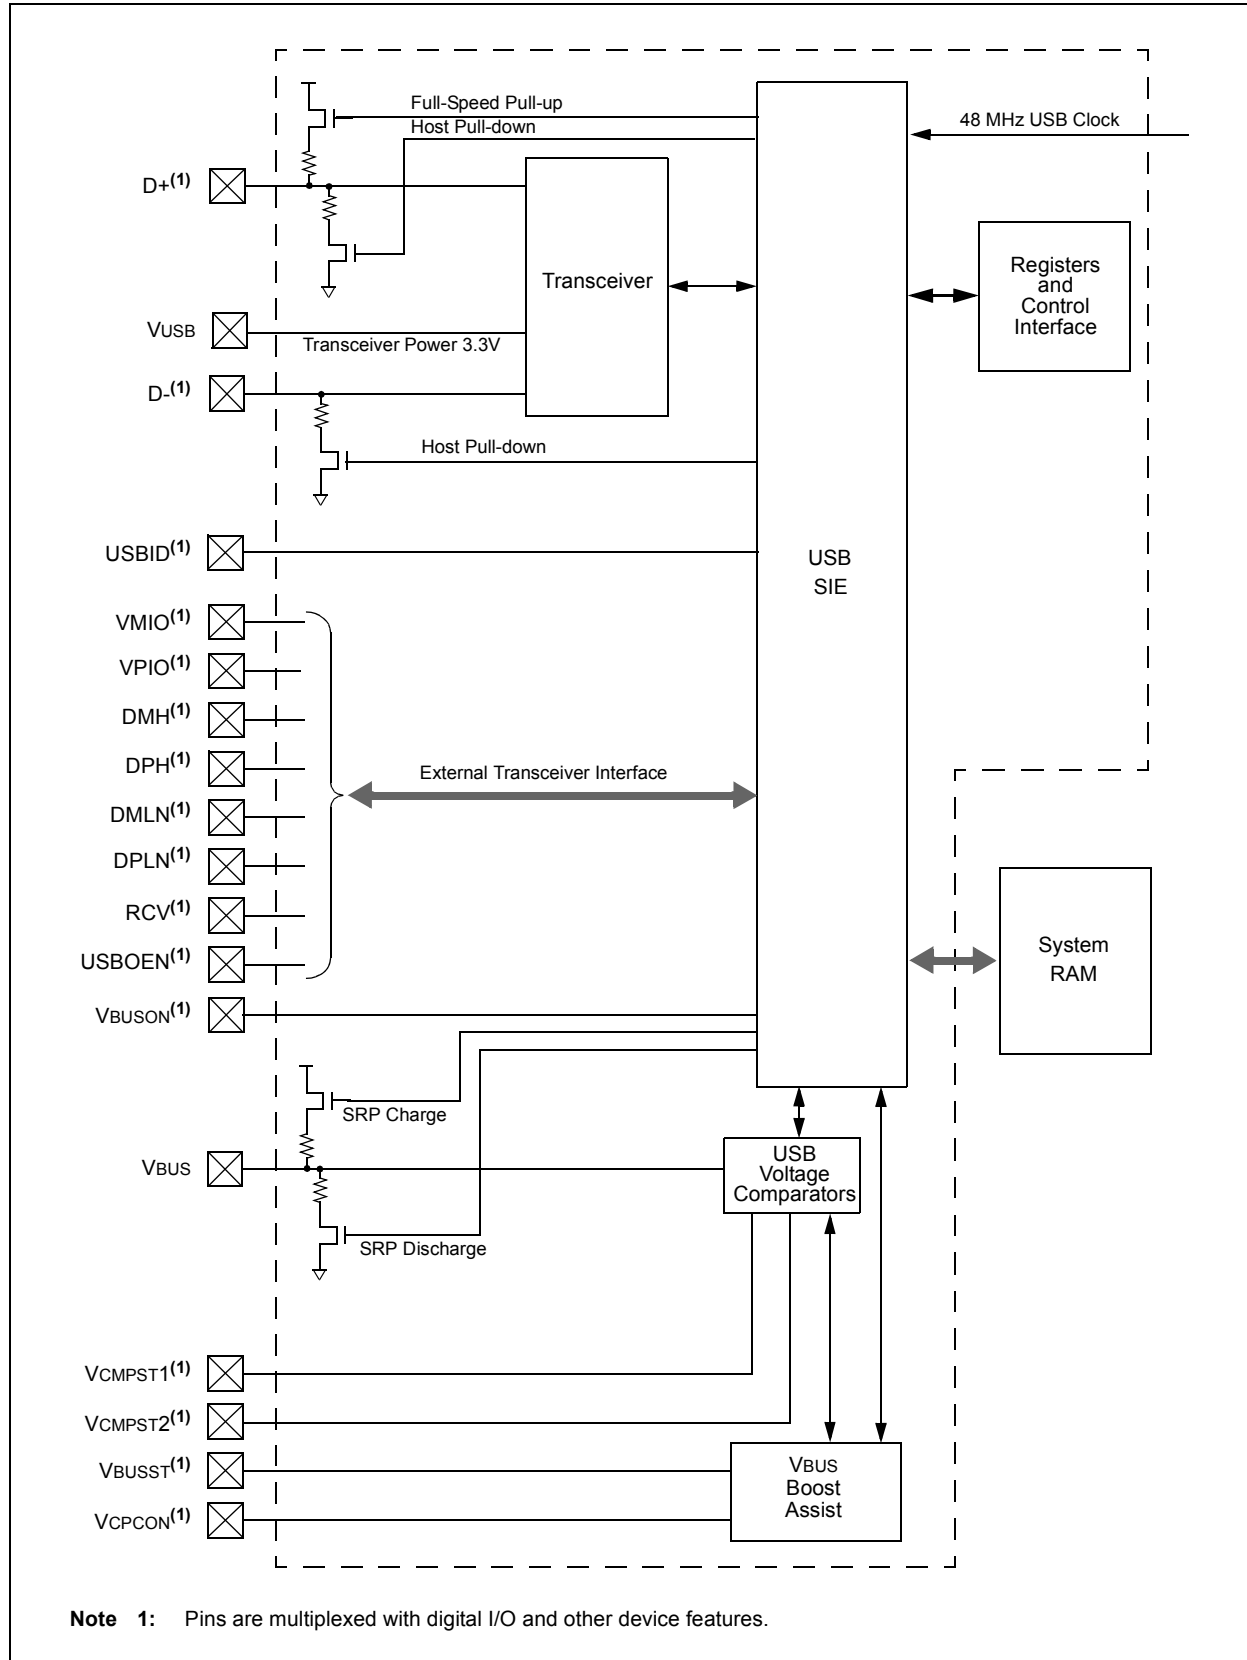 Full-Speed Pull-up
Host Pull-down
48 MHz USB Clock
D+(1)
Transceiver
Registers
and
Control
Interface
VUSB
Transceiver Power 3.3V
D-(1)
Host Pull-down
USBID(1)
USB
SIE
VMIO(1)
VPIO(1)
DMH(1)
DPH(1)
External Transceiver Interface
DMLN(1)
DPLN(1)
RCV(1)
USBOEN(1)
System
RAM
VBUSON(1)
SRP Charge
VBUS
USB
Voltage
Comparators
SRP Discharge
VCMPST1(1)
VCMPST2(1)
VBUSST(1)
VBUS
Boost
Assist
VCPCON(1)
Note 1: Pins are multiplexed with digital I/O and other device features.